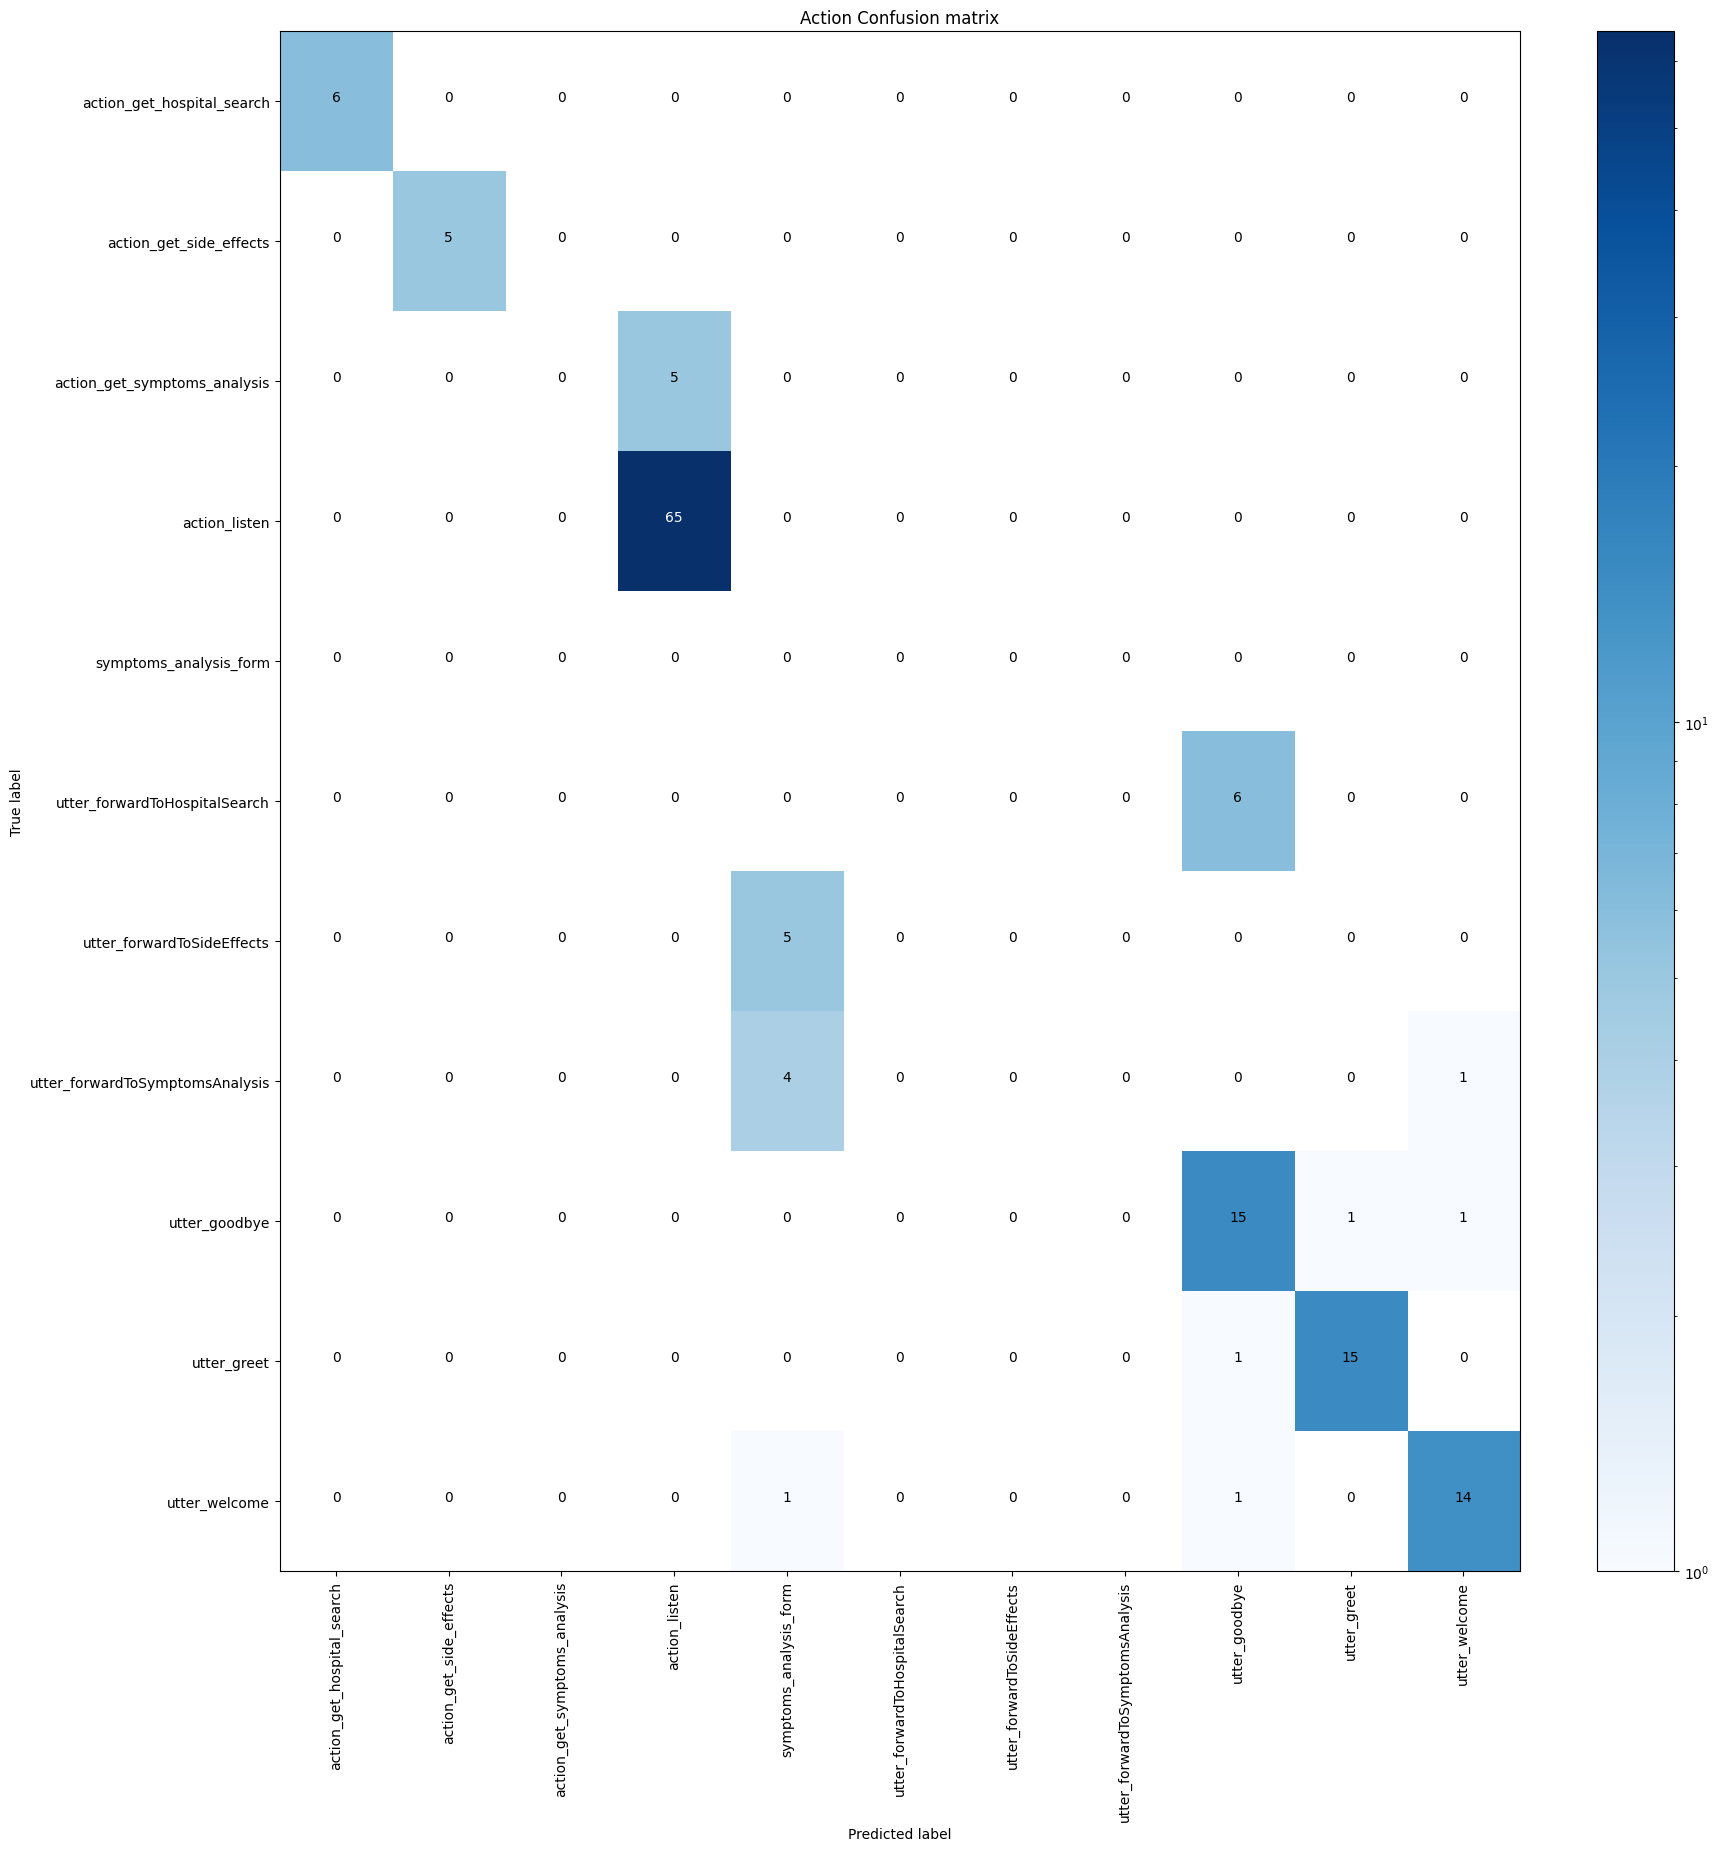 Action Confusion matrix
action_get_hospital_search 6 0 0 0 0 0 0 0 0 0 0
action_get_side_effects 0 5 0 0 0 0 0 0 0 0 0
action_get_symptoms_analysis 0 0 0 5 0 0 0 0 0 0 0
action_listen 0 0 0 65 0 0 0 0 0 0 0
symptoms_analysis_form 0 0 0 0 0 0 0 0 0 0 0
utter_forwardToHospitalSearch 0 0 0 0 0 0 0 0 6 0 0
utter_forwardToSideEffects 0 0 0 0 5 0 0 0 0 0 0
utter_forwardToSymptomsAnalysis 0 0 0 0 4 0 0 0 0 0 1
utter_goodbye 0 0 0 0 0 0 0 0 15 1 1
utter_greet 0 0 0 0 0 0 0 0 1 15 0
utter_welcome 0 0 0 0 1 0 0 0 1 0 14
True label
action_get_hospital_search
action_get_side_effects
action_get_symptoms_analysis
action_listen
symptoms_analysis_form
utter_forwardToHospitalSearch
utter_forwardToSideEffects
utter_forwardToSymptomsAnalysis
utter_goodbye
utter_greet
utter_welcome
Predicted label
10¹
10⁰